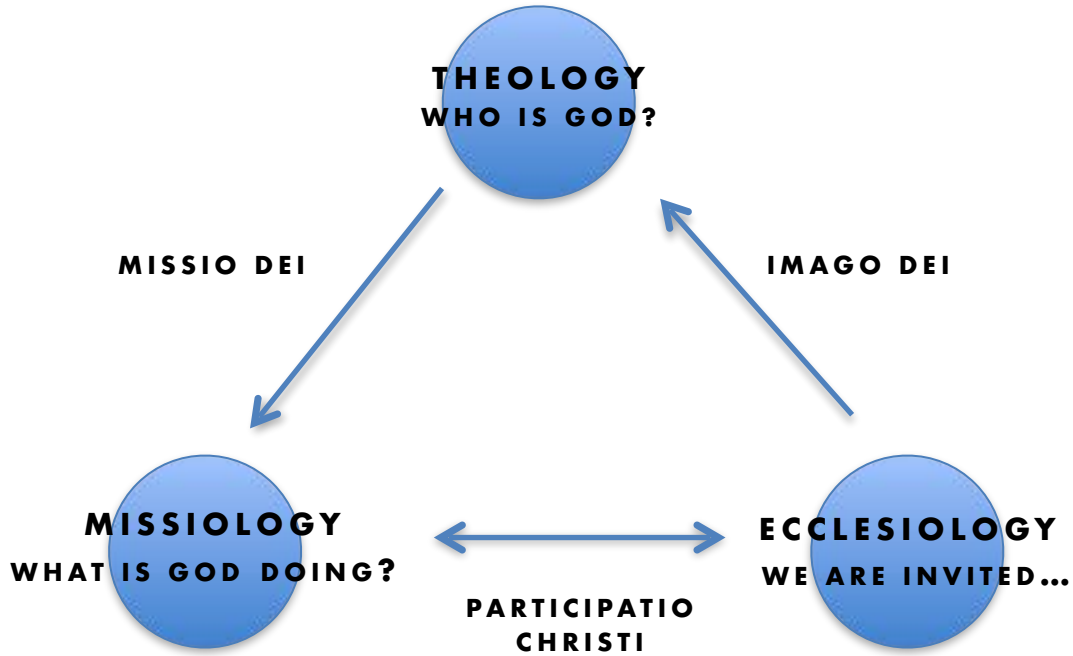 THEOLOGY
WHO IS GOD?
MISSIO DEI
IMAGO DEI
MISSIOLOGY
WHAT IS GOD DOING?
ECCLESIOLOGY
WE ARE INVITED...
PARTICIPATIO
CHRISTI